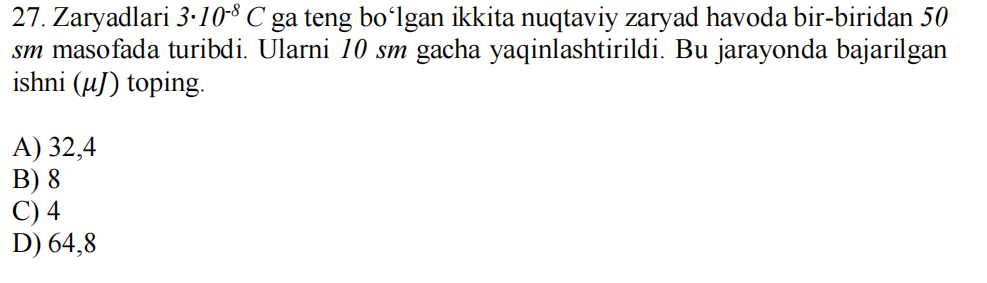 27. Zaryadlari 3·10⁻⁸ C ga teng bo‘lgan ikkita nuqtaviy zaryad havoda bir-biridan 50
sm masofada turibdi. Ularni 10 sm gacha yaqinlashtirildi. Bu jarayonda bajarilgan
ishni (μJ) toping.
A) 32,4
B) 8
C) 4
D) 64,8